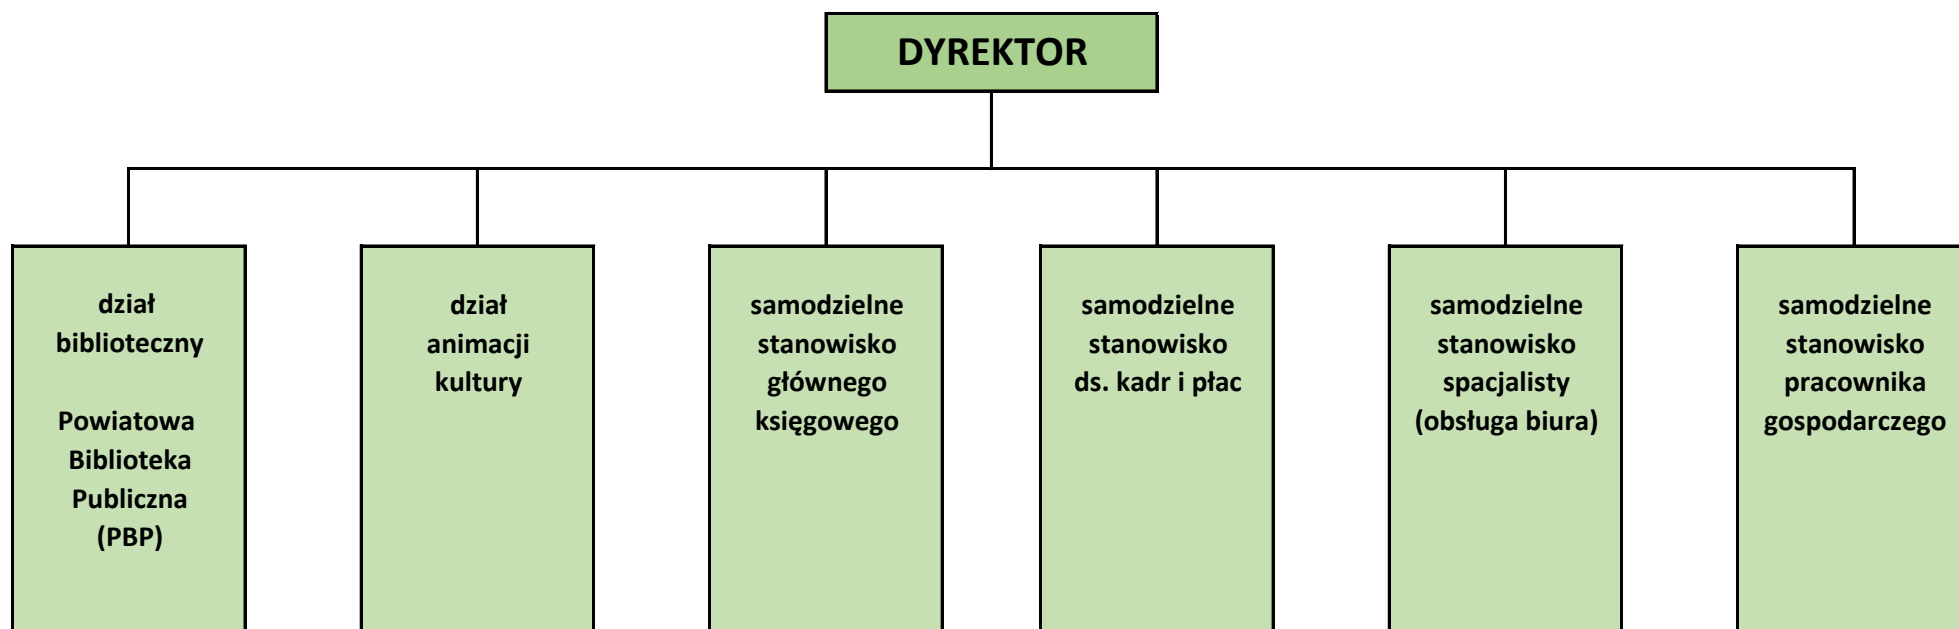 DYREKTOR
dział
biblioteczny
Powiatowa
Biblioteka
Publiczna
(PBP)
dział
animacji
kultury
samodzielne
stanowisko
głównego
księgowego
samodzielne
stanowisko
ds. kadr i płac
samodzielne
stanowisko
spacjalisty
(obsługa biura)
samodzielne
stanowisko
pracownika
gospodarczego